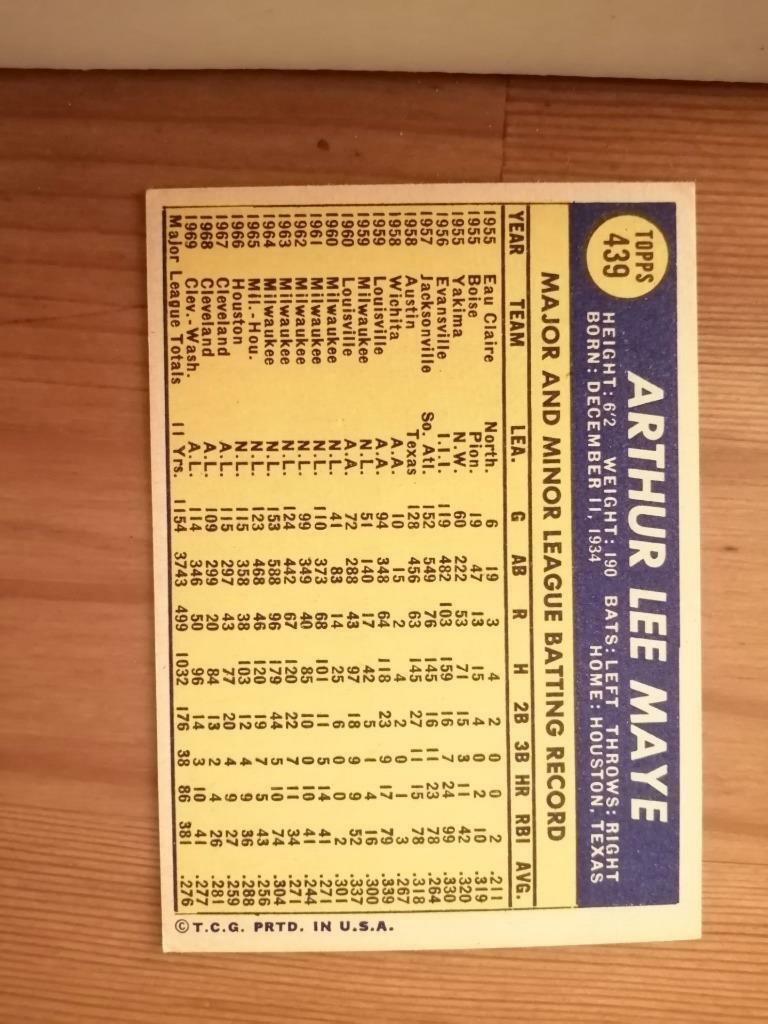 TOPPS
439
ARTHUR LEE MAYE
HEIGHT: 6'2 WEIGHT: 190 BATS: LEFT THROWS: RIGHT
BORN: DECEMBER 11, 1934 HOME: HOUSTON, TEXAS
MAJOR AND MINOR LEAGUE BATTING RECORD
YEAR TEAM LEA. G AB R H 2B 3B HR RBI AVG.
1955 Eau Claire North. 6 19 3 4 2 0 0 2 .211
1955 Boise Pion. 19 47 13 15 4 0 2 10 .319
1955 Yakima N.W. 60 222 53 71 15 3 11 42 .320
1956 Evansville I.I.I. 119 482 103 159 16 7 24 99 .330
1957 Jacksonville So. Atl. 152 549 76 145 16 11 23 78 .264
1958 Austin Texas 128 456 63 145 27 11 15 78 .318
1958 Wichita A.A. 10 15 2 4 2 0 1 3 .267
1959 Louisville A.A. 94 348 64 118 23 9 17 79 .339
1959 Milwaukee N.L. 51 140 17 42 5 1 4 16 .300
1960 Louisville A.A. 72 288 43 97 18 9 9 52 .337
1960 Milwaukee N.L. 41 83 14 25 6 0 0 2 .301
1961 Milwaukee N.L. 110 373 68 101 11 5 14 41 .271
1962 Milwaukee N.L. 99 349 40 85 10 0 10 41 .244
1963 Milwaukee N.L. 124 442 67 120 22 7 11 34 .271
1964 Milwaukee N.L. 153 588 96 179 44 5 10 74 .304
1965 Mil.-Hou. N.L. 123 468 46 120 19 7 5 43 .256
1966 Houston N.L. 115 358 38 103 12 4 9 36 .288
1967 Cleveland A.L. 115 297 43 77 20 4 9 27 .259
1968 Cleveland A.L. 109 299 20 84 13 2 4 26 .281
1969 Clev.-Wash. A.L. 114 346 50 96 14 3 10 41 .277
Major League Totals 11 Yrs. 1154 3743 499 1032 176 38 86 381 .276
© T.C.G. PRTD. IN U.S.A.